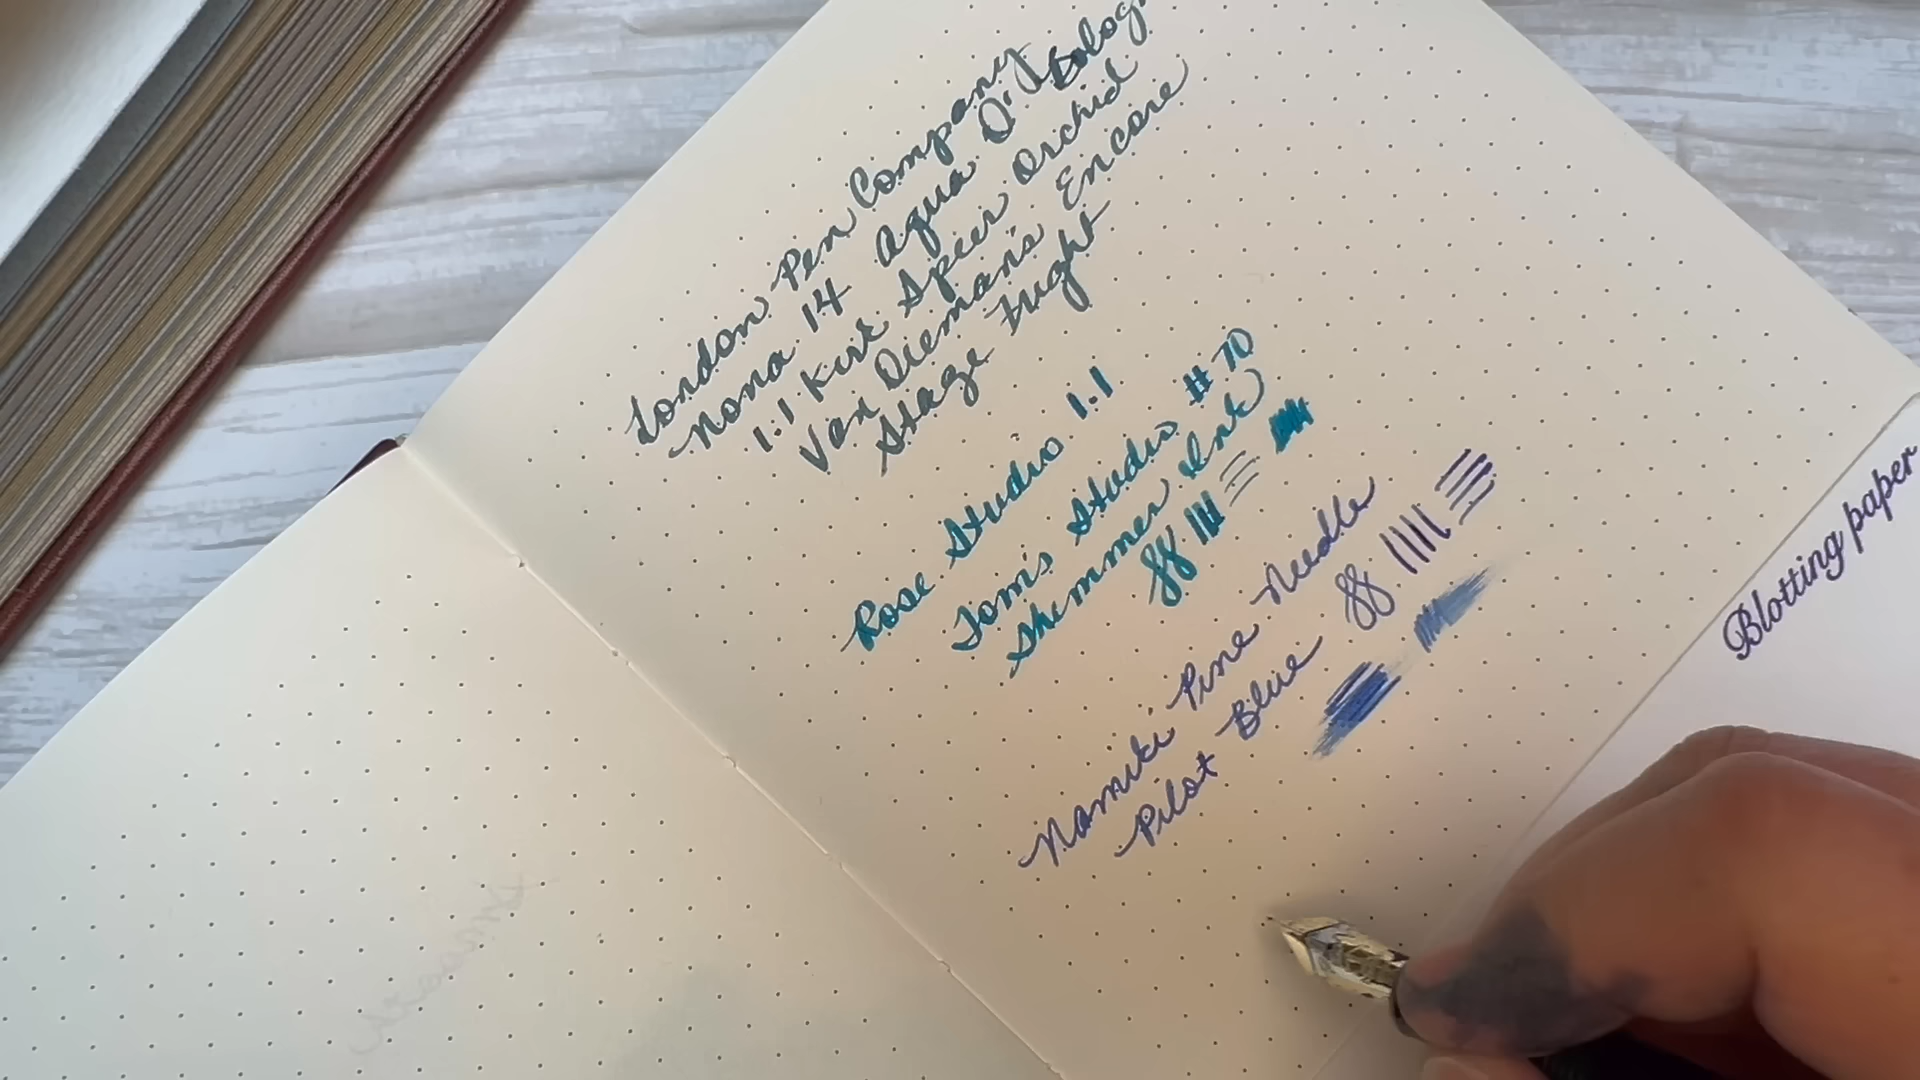 London Pen Company
Nona 14 Aqua D'
1.1 Kirk Speer Orchid
Van Dieman's Encore
Stage Fright
Rose Studio 1.1
Tom's Studio #70
Shimmer Ink
Namiki Pine Needle
Pilot Blue
Blotting paper